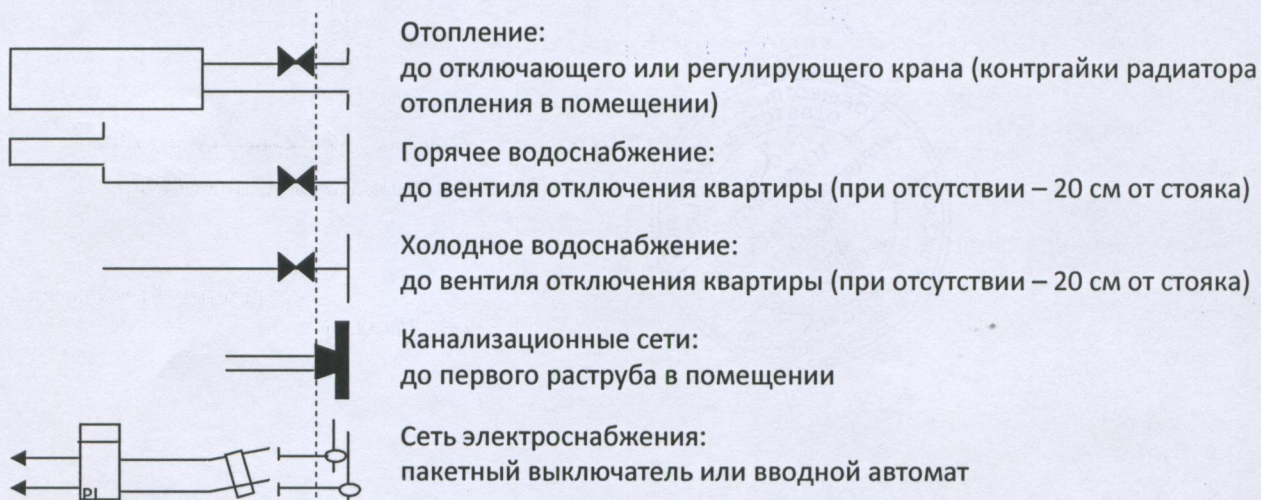 Отопление:
до отключающего или регулирующего крана (контргайки радиатора
отопления в помещении)
Горячее водоснабжение:
до вентиля отключения квартиры (при отсутствии – 20 см от стояка)
Холодное водоснабжение:
до вентиля отключения квартиры (при отсутствии – 20 см от стояка)
Канализационные сети:
до первого раструба в помещении
Сеть электроснабжения:
пакетный выключатель или вводной автомат
PI